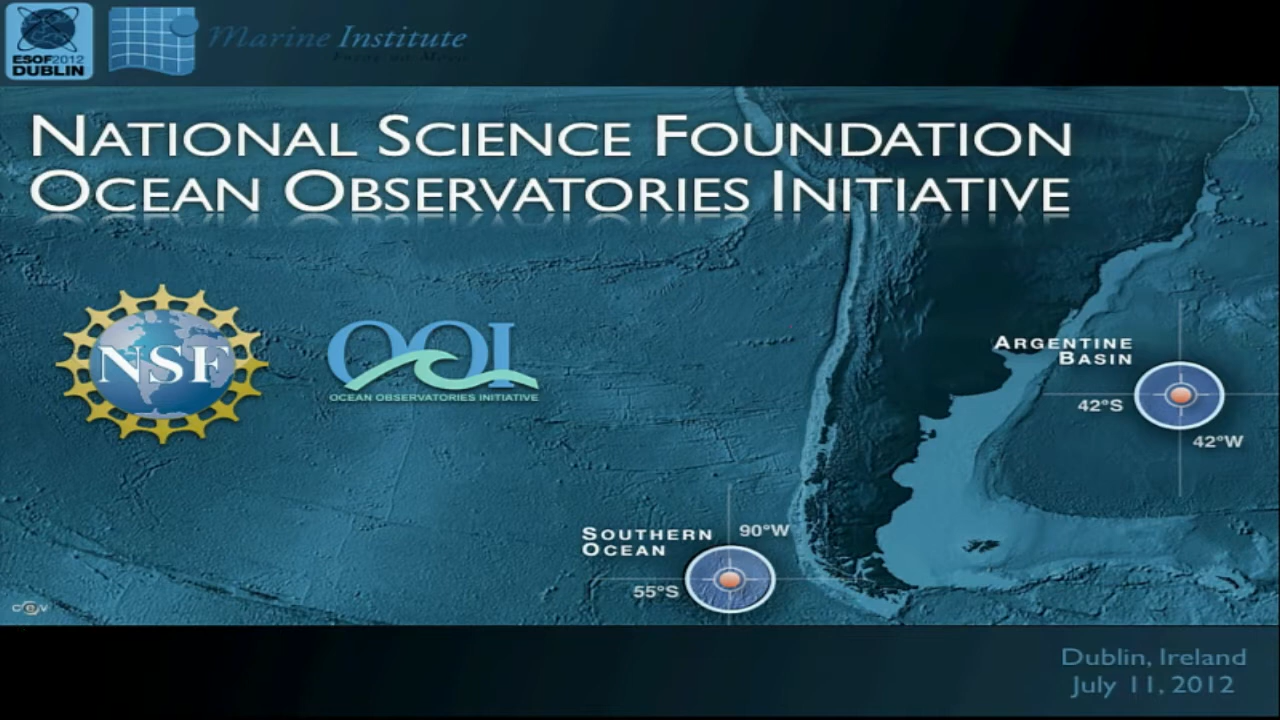 ESOF2012
DUBLIN
Marine Institute
NATIONAL SCIENCE FOUNDATION
OCEAN OBSERVATORIES INITIATIVE
NSF
OOI
OCEAN OBSERVATORIES INITIATIVE
ARGENTINE
BASIN
42°S
42°W
SOUTHERN
OCEAN
90°W
55°S
cev
Dublin, Ireland
July 11, 2012